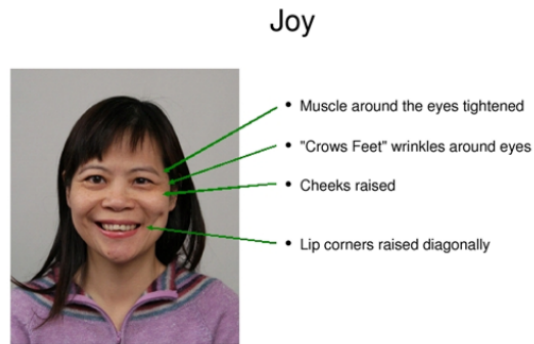 Joy
• Muscle around the eyes tightened
• "Crows Feet" wrinkles around eyes
• Cheeks raised
• Lip corners raised diagonally